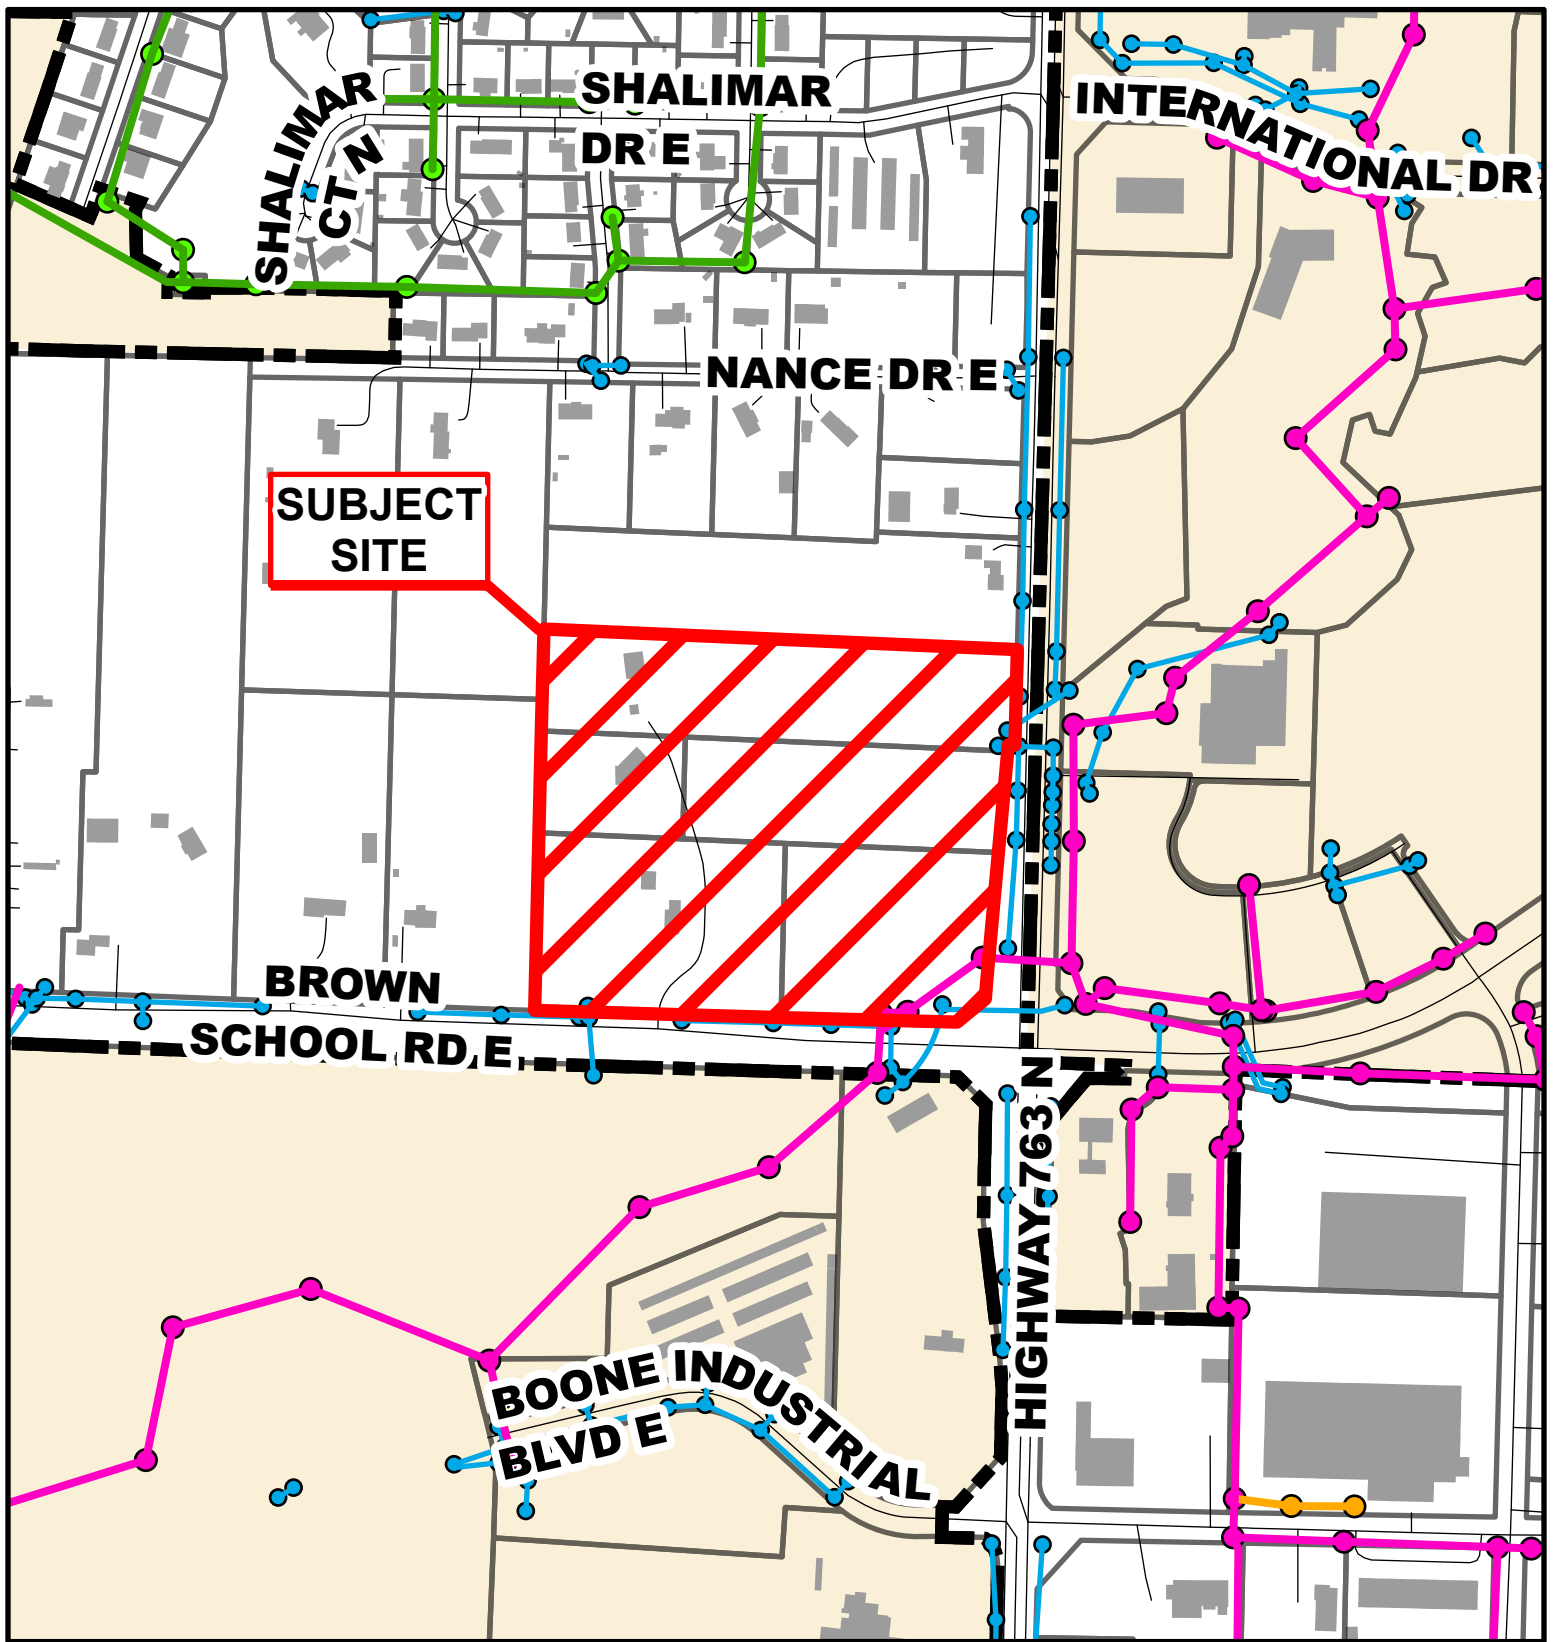 SHALIMAR
DR E
SHALIMAR
CT N
INTERNATIONAL DR
NANCE DR E
SUBJECT
SITE
BROWN
SCHOOL RD E
HIGHWAY 763 N
BOONE INDUSTRIAL
BLVD E